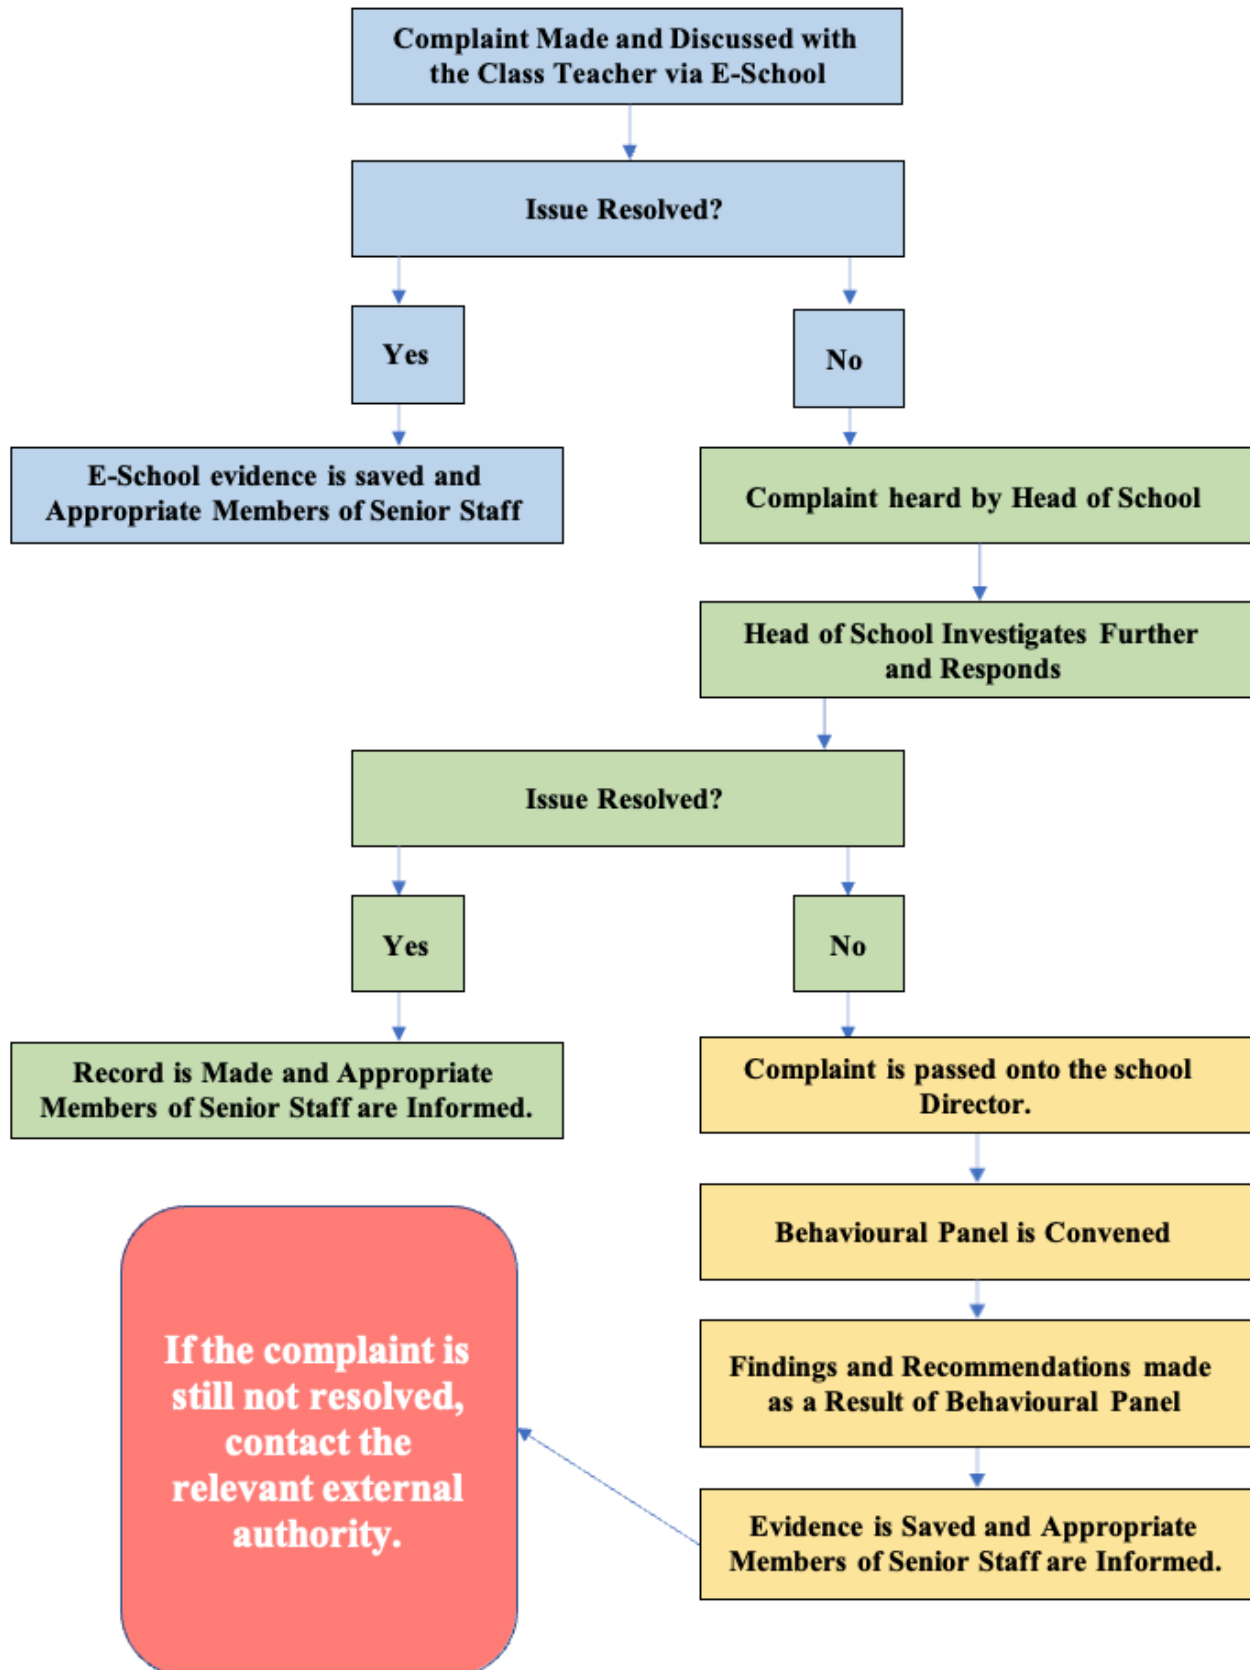 Complaint Made and Discussed with
the Class Teacher via E-School
Issue Resolved?
Yes
No
E-School evidence is saved and
Appropriate Members of Senior Staff
Complaint heard by Head of School
Head of School Investigates Further
and Responds
Issue Resolved?
Yes
No
Record is Made and Appropriate
Members of Senior Staff are Informed.
Complaint is passed onto the school
Director.
Behavioural Panel is Convened
Findings and Recommendations made
as a Result of Behavioural Panel
Evidence is Saved and Appropriate
Members of Senior Staff are Informed.
If the complaint is
still not resolved,
contact the
relevant external
authority.